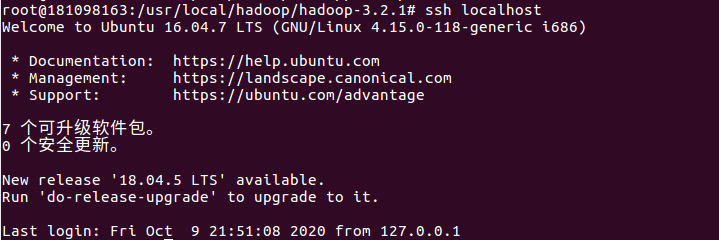 root@181098163:/usr/local/hadoop/hadoop-3.2.1# ssh localhost
Welcome to Ubuntu 16.04.7 LTS (GNU/Linux 4.15.0-118-generic i686)
 * Documentation:  https://help.ubuntu.com
 * Management:     https://landscape.canonical.com
 * Support:        https://ubuntu.com/advantage
7 个可升级软件包。
0 个安全更新。
New release '18.04.5 LTS' available.
Run 'do-release-upgrade' to upgrade to it.
Last login: Fri Oct  9 21:51:08 2020 from 127.0.0.1